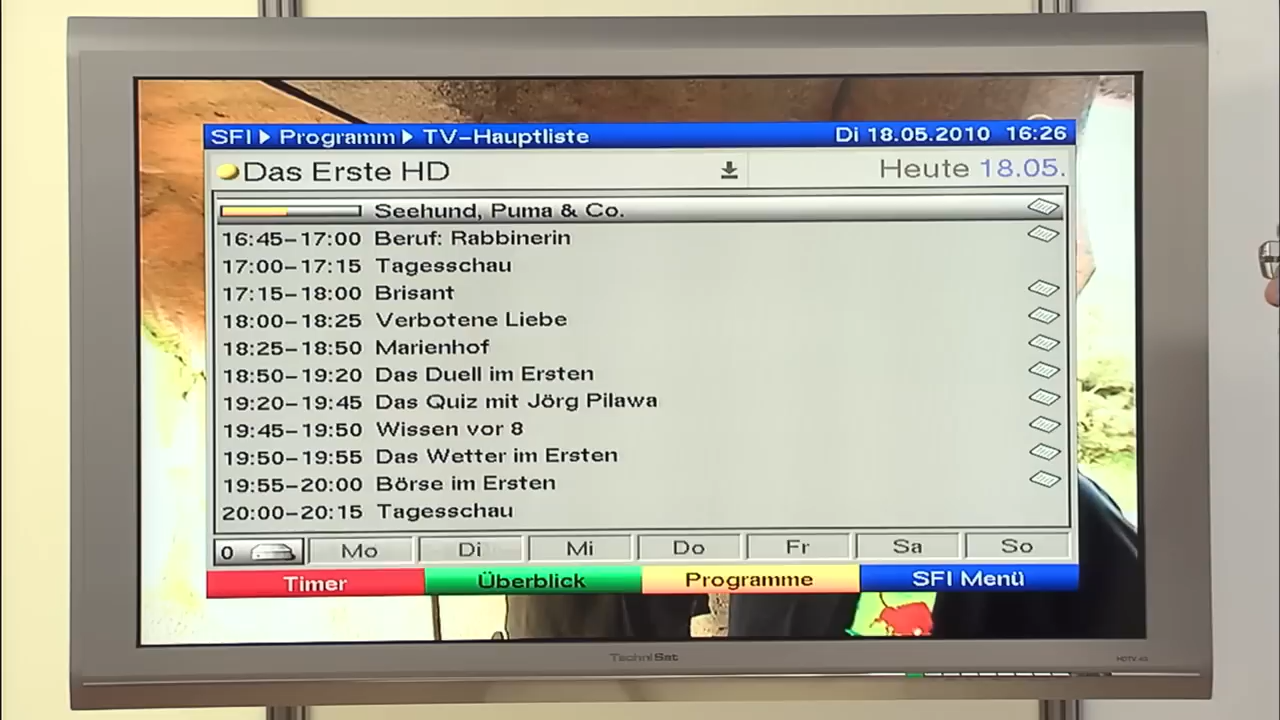 SFI Programm TV-Hauptliste Di 18.05.2010 16:26
Das Erste HD Heute 18.05.
Seehund, Puma & Co.
16:45-17:00 Beruf: Rabbinerin
17:00-17:15 Tagesschau
17:15-18:00 Brisant
18:00-18:25 Verbotene Liebe
18:25-18:50 Marienhof
18:50-19:20 Das Duell im Ersten
19:20-19:45 Das Quiz mit Jörg Pilawa
19:45-19:50 Wissen vor 8
19:50-19:55 Das Wetter im Ersten
19:55-20:00 Börse im Ersten
20:00-20:15 Tagesschau
0 Mo Di Mi Do Fr Sa So
Timer Überblick Programme SFI Menü
TechniSat